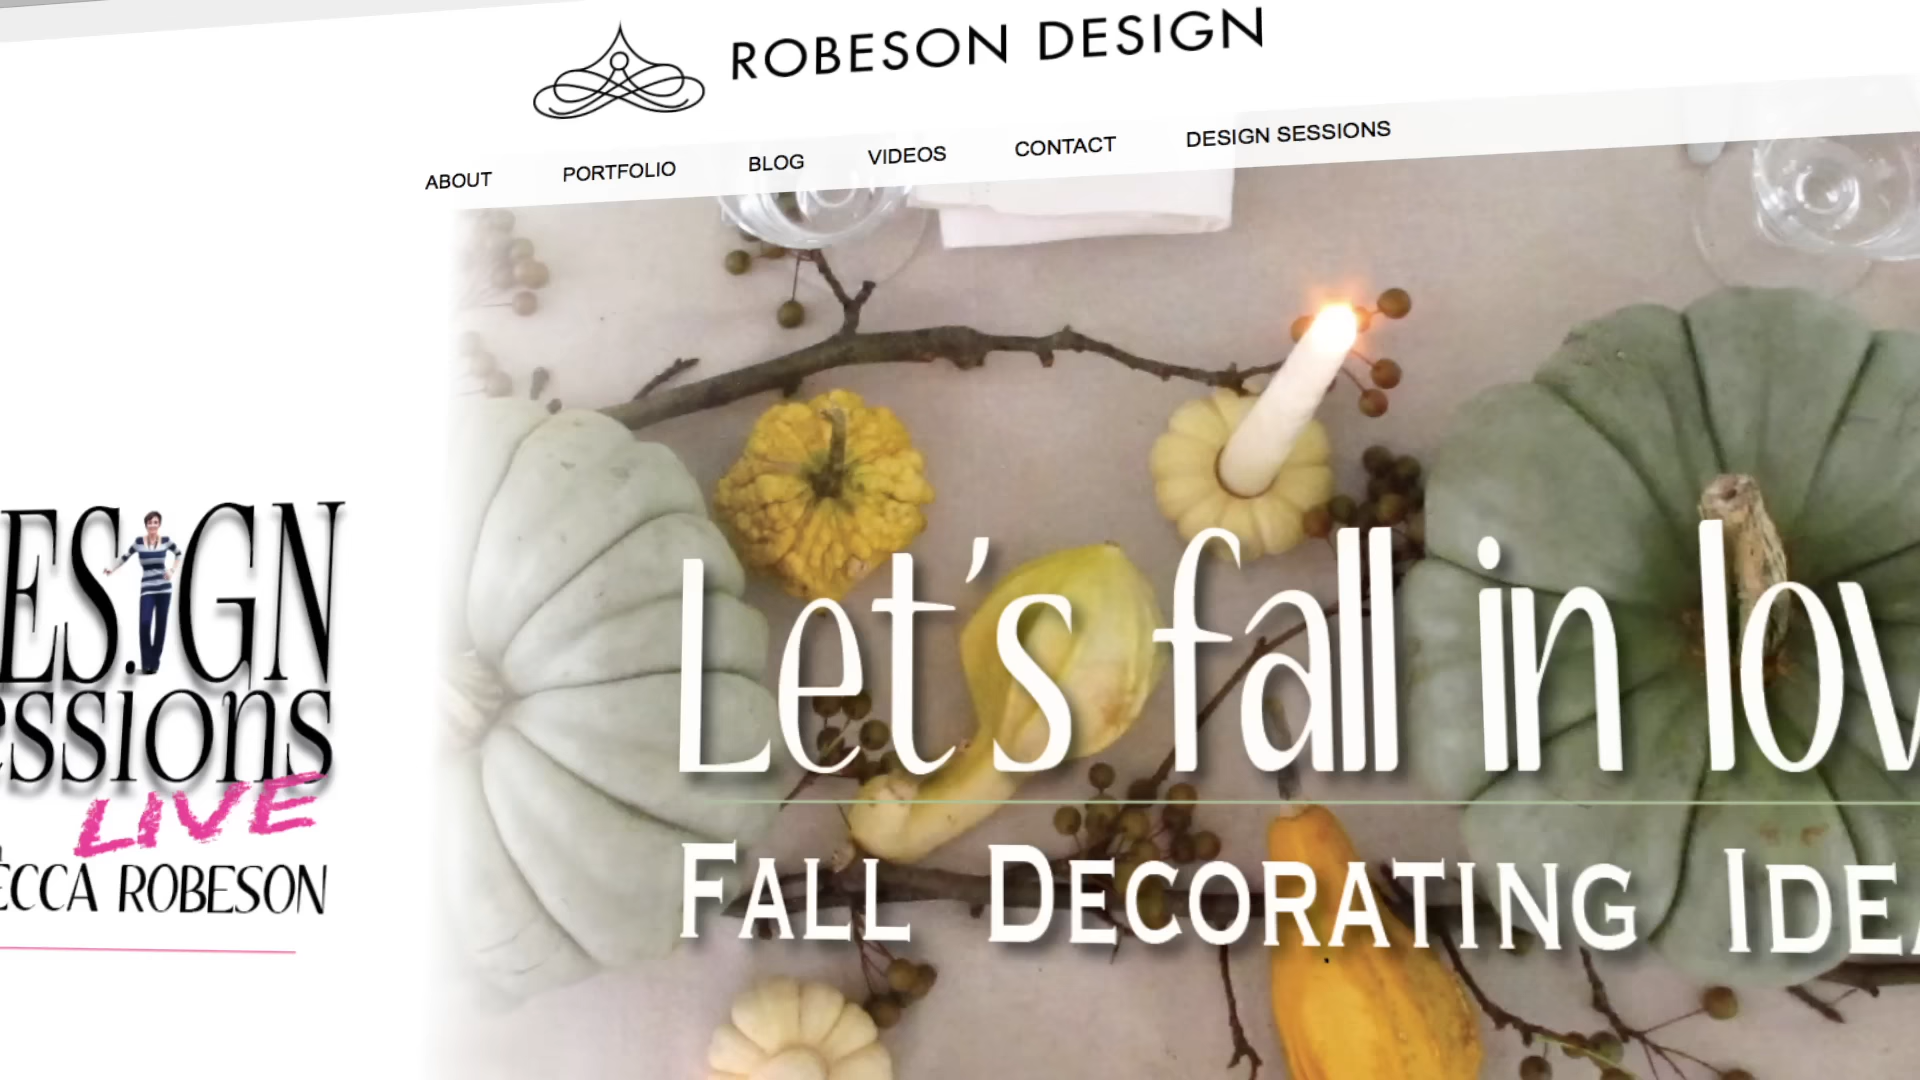 ROBESON DESIGN
ABOUT PORTFOLIO BLOG VIDEOS CONTACT DESIGN SESSIONS
ESIGN
essions
LIVE
ECCA ROBESON
Let's fall in lov
FALL DECORATING IDEA